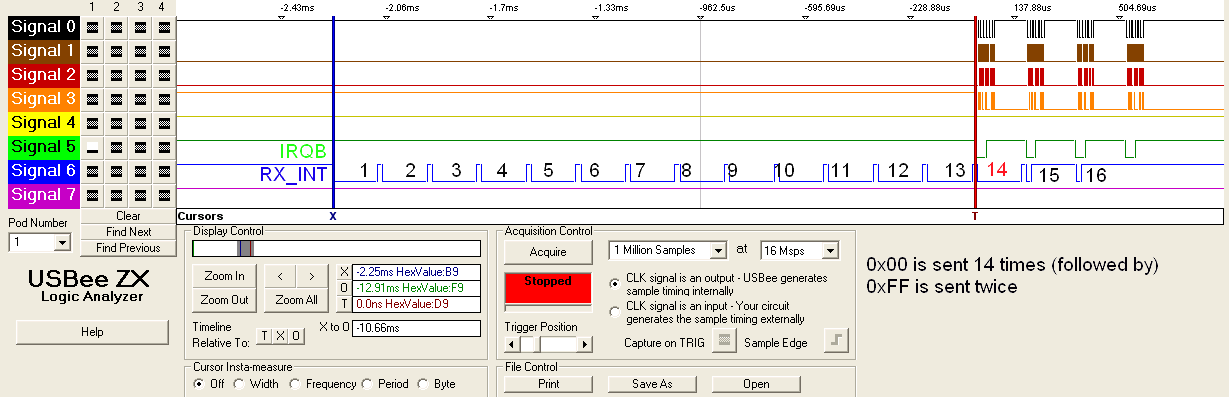 1 2 3 4
-2.43ms -2.06ms -1.7ms -1.33ms -962.5us -595.69us -228.88us 137.88us 504.69us
Signal 0
Signal 1
Signal 2
Signal 3
Signal 4
Signal 5
IRQB
Signal 6
RX_INT 1 2 3 4 5 6 7 8 9 10 11 12 13 14 15 16
Signal 7
Pod Number
1
Clear
Find Next
Find Previous
Cursors X T
USBee ZX
Logic Analyzer
Help
Display Control
Zoom In < > X -2.25ms HexValue:B9
O -12.91ms HexValue:F9
Zoom Out Zoom All T 0.0ns HexValue:D9
Timeline
Relative To: T X O X to O -10.66ms
Cursor Insta-measure
Off Width Frequency Period Byte
Acquisition Control
Acquire 1 Million Samples at 16 Msps
Stopped
CLK signal is an output - USBee generates
sample timing internally
CLK signal is an input - Your circuit
generates the sample timing externally
Trigger Position
Capture on TRIG Sample Edge
File Control
Print Save As Open
0x00 is sent 14 times (followed by)
0xFF is sent twice